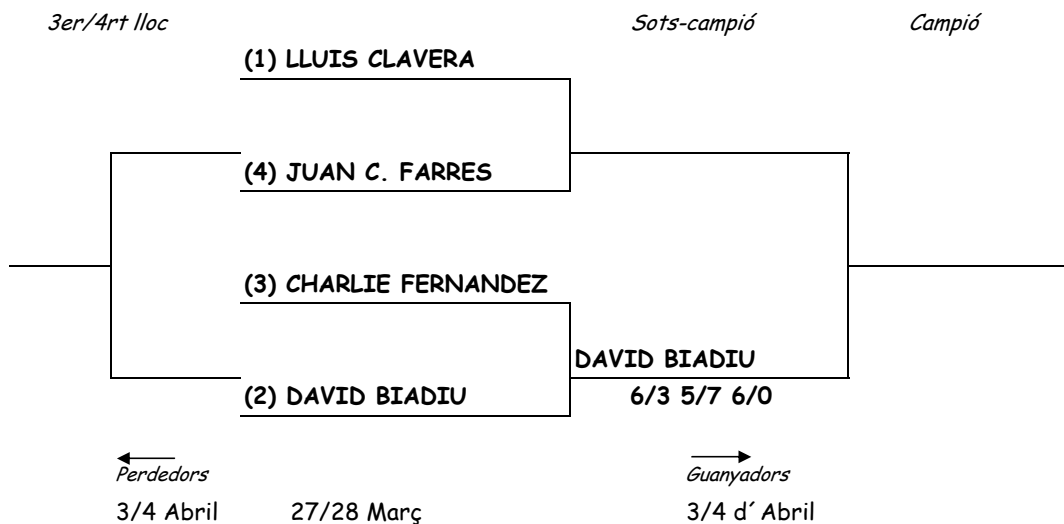 3er/4rt lloc
Sots-campió
Campió
(1) LLUIS CLAVERA
(4) JUAN C. FARRES
(3) CHARLIE FERNANDEZ
DAVID BIADIU
(2) DAVID BIADIU
6/3 5/7 6/0
Perdedors
Guanyadors
3/4 Abril
27/28 Març
3/4 d´ Abril